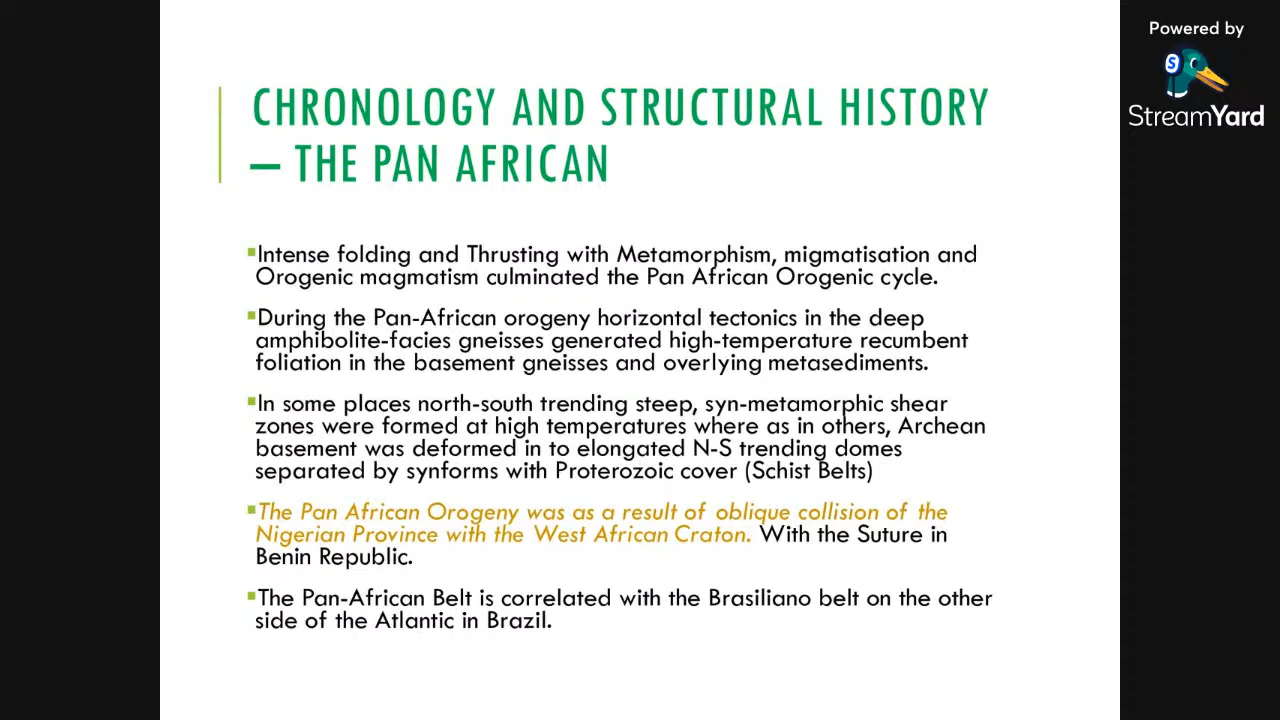 Powered by
StreamYard
CHRONOLOGY AND STRUCTURAL HISTORY
– THE PAN AFRICAN
▪Intense folding and Thrusting with Metamorphism, migmatisation and
Orogenic magmatism culminated the Pan African Orogenic cycle.
▪During the Pan-African orogeny horizontal tectonics in the deep
amphibolite-facies gneisses generated high-temperature recumbent
foliation in the basement gneisses and overlying metasediments.
▪In some places north-south trending steep, syn-metamorphic shear
zones were formed at high temperatures where as in others, Archean
basement was deformed in to elongated N-S trending domes
separated by synforms with Proterozoic cover (Schist Belts)
▪The Pan African Orogeny was as a result of oblique collision of the
Nigerian Province with the West African Craton. With the Suture in
Benin Republic.
▪The Pan-African Belt is correlated with the Brasiliano belt on the other
side of the Atlantic in Brazil.